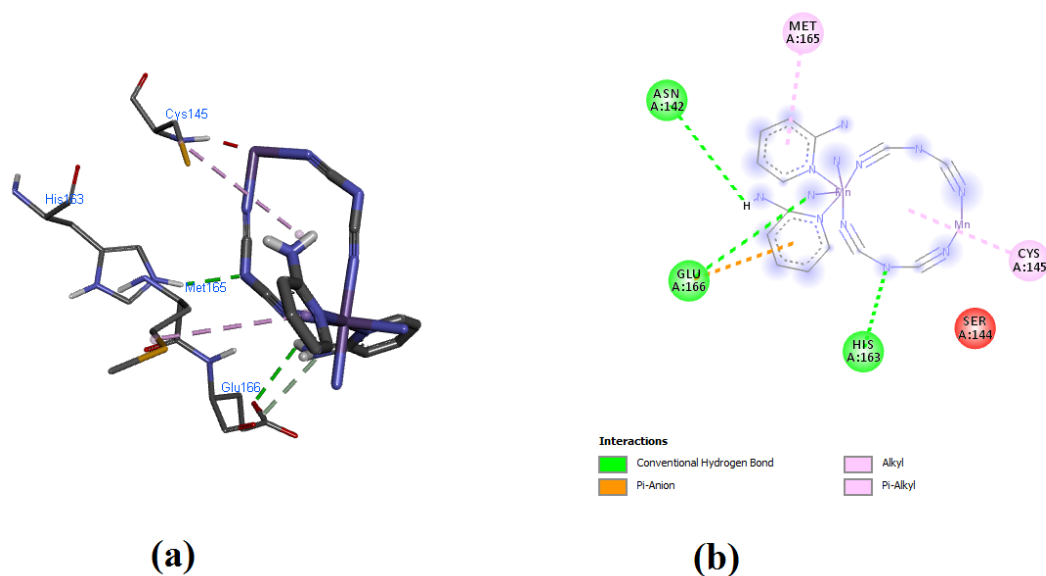 Cys145
His163
Met165
Glu166
MET
A:165
ASN
A:142
N
N
N
N
N
N
Mn
H
N
N
N
N
Mn
GLU
A:166
N
N
CYS
A:145
HIS
A:163
SER
A:144
Interactions
Conventional Hydrogen Bond
Pi-Anion
Alkyl
Pi-Alkyl
(a)
(b)